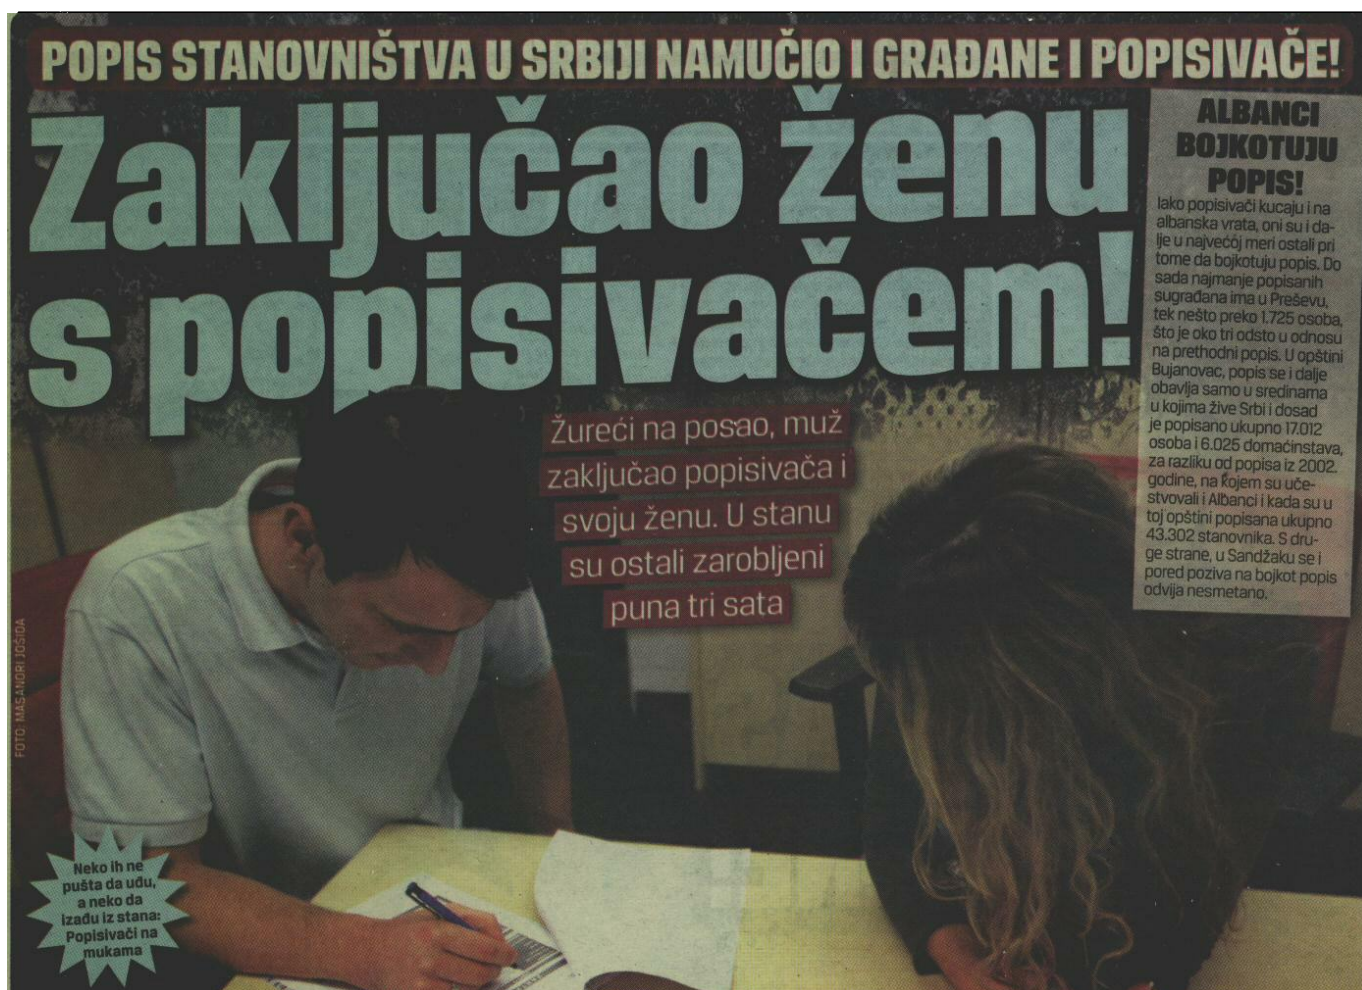 POPIS STANOVNIŠTVA U SRBIJI NAMUČIO I GRAĐANE I POPISIVAČE!
Zaključao ženu
s popisivačem!
Žureći na posao, muž
zaključao popisivača i
svoju ženu. U stanu
su ostali zarobljeni
puna tri sata
ALBANCI
BOJKOTUJU
POPIS!
Iako popisivači kucaju i na
albanska vrata, oni su i da-
lje u najvećoj meri ostali pri
tome da bojkotuju popis. Do
sada najmanje popisanih
sugrađana ima u Preševu,
tek nešto preko 1.725 osoba,
što je oko tri odsto u odnosu
na prethodni popis. U opštini
Bujanovac, popis se i dalje
obavlja samo u sredinama
u kojima žive Srbi i dosad
je popisano ukupno 17.012
osoba i 6.025 domaćinstava,
za razliku od popisa iz 2002.
godine, na kojem su uče-
stvovali i Albanci i kada su u
toj opštini popisana ukupno
43.302 stanovnika. S dru-
ge strane, u Sandžaku se i
pored poziva na bojkot popis
odvija nesmetano.
FOTO: MASANORI JOŠIDA
Neko ih ne
pušta da uđu,
a neko da
izađu iz stana:
Popisivači na
mukama